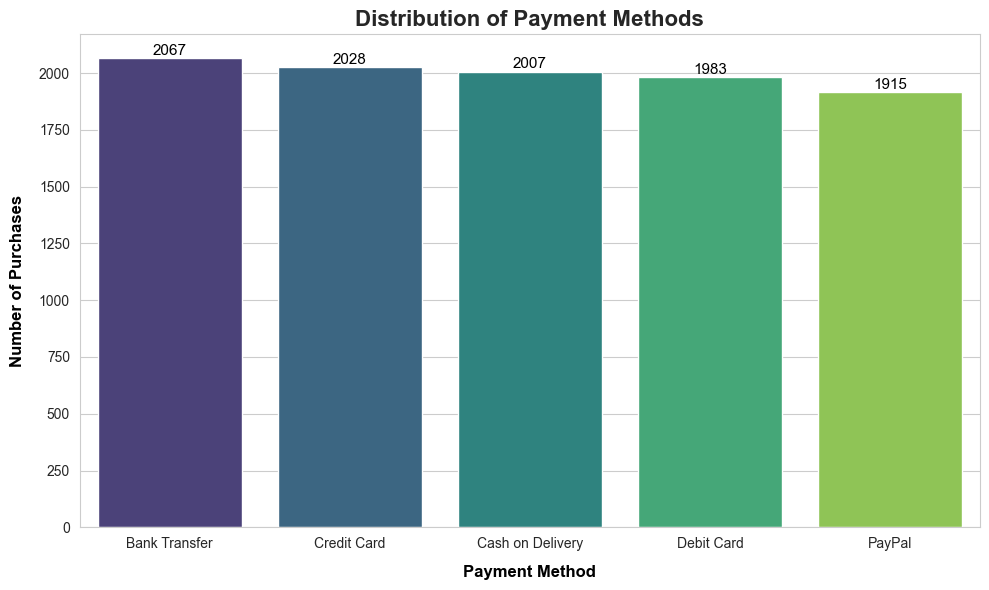 Distribution of Payment Methods
2067
2028
2007
1983
1915
2000
1750
1500
1250
1000
750
500
250
0
Number of Purchases
Bank Transfer
Credit Card
Cash on Delivery
Debit Card
PayPal
Payment Method